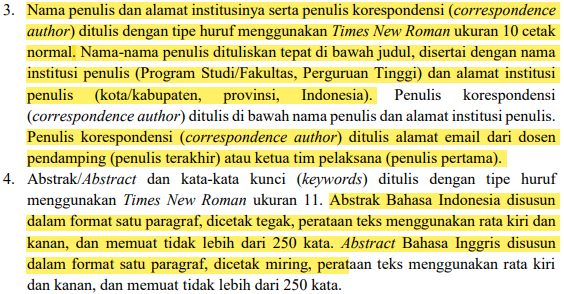 3. Nama penulis dan alamat institusinya serta penulis korespondensi (correspondence
author) ditulis dengan tipe huruf menggunakan Times New Roman ukuran 10 cetak
normal. Nama-nama penulis dituliskan tepat di bawah judul, disertai dengan nama
institusi penulis (Program Studi/Fakultas, Perguruan Tinggi) dan alamat institusi
penulis (kota/kabupaten, provinsi, Indonesia). Penulis korespondensi
(correspondence author) ditulis di bawah nama penulis dan alamat institusi penulis.
Penulis korespondensi (correspondence author) ditulis alamat email dari dosen
pendamping (penulis terakhir) atau ketua tim pelaksana (penulis pertama).
4. Abstrak/Abstract dan kata-kata kunci (keywords) ditulis dengan tipe huruf
menggunakan Times New Roman ukuran 11. Abstrak Bahasa Indonesia disusun
dalam format satu paragraf, dicetak tegak, perataan teks menggunakan rata kiri dan
kanan, dan memuat tidak lebih dari 250 kata. Abstract Bahasa Inggris disusun
dalam format satu paragraf, dicetak miring, perataan teks menggunakan rata kiri
dan kanan, dan memuat tidak lebih dari 250 kata.